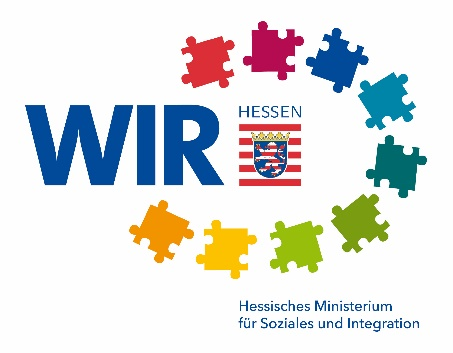 WIR
HESSEN
Hessisches Ministerium
für Soziales und Integration